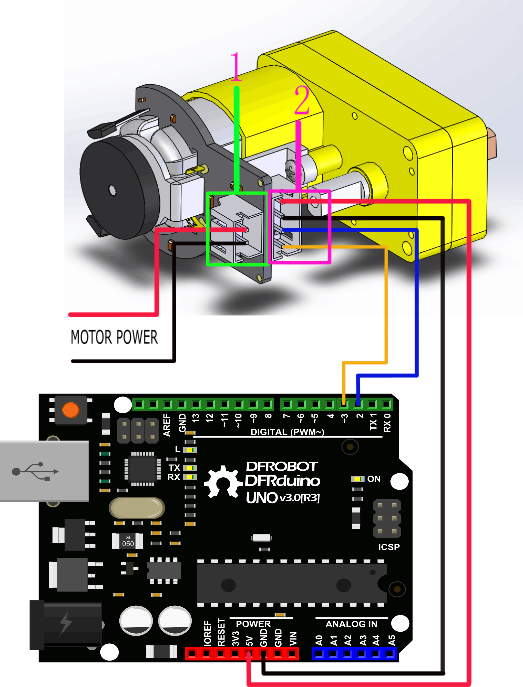 1
2
MOTOR POWER
AREF
GND
13
12
~11
~10
~9
8
7
~6
~5
4
~3
2
TX 1
RX 0
DIGITAL (PWM~)
L
TX
RX
DFROBOT
DFRduino
UNO v3.0[R3]
ON
ICSP
050
POWER
ANALOG IN
IOREF
RESET
3V3
5V
GND
GND
VIN
A0
A1
A2
A3
A4
A5